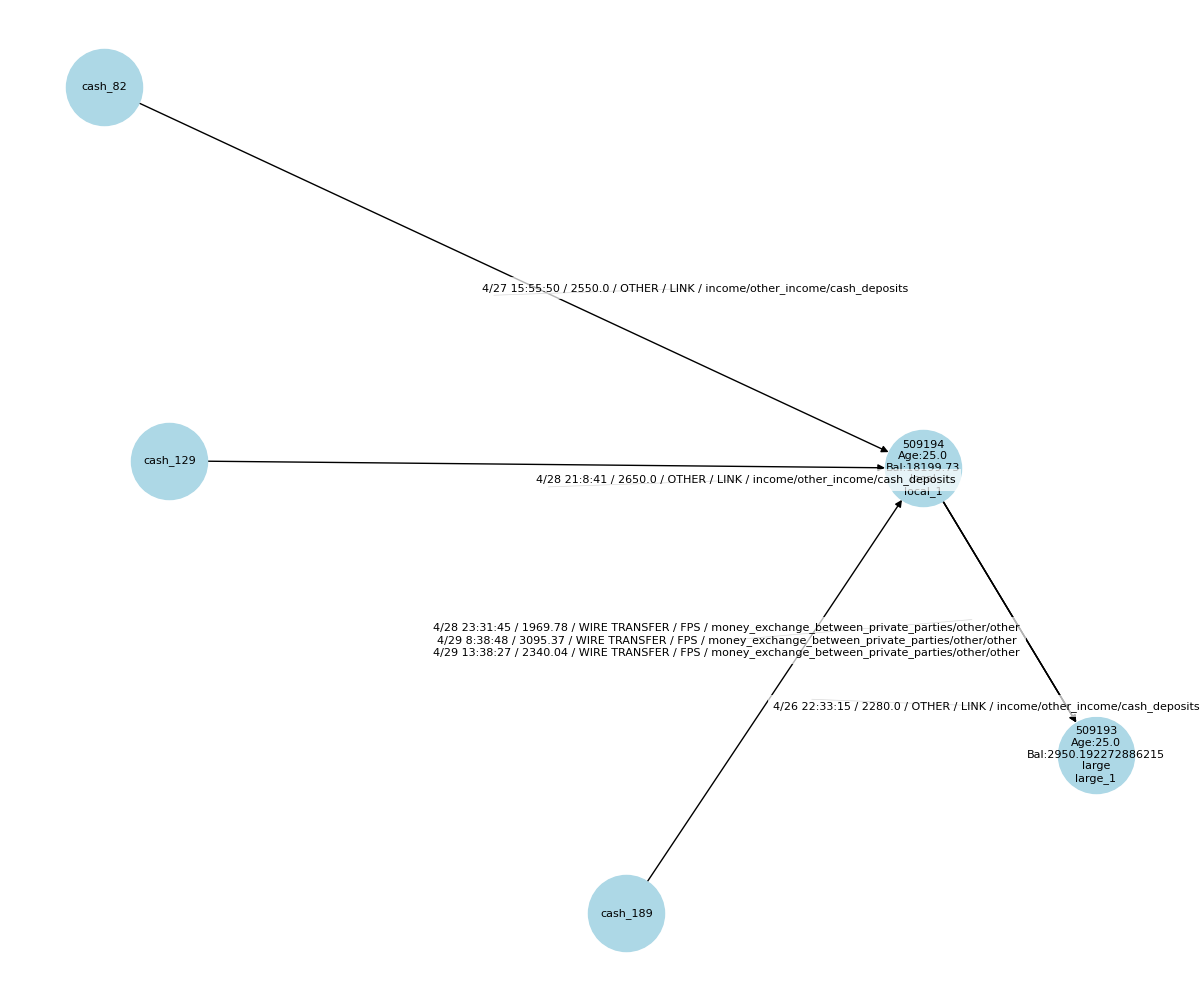 cash_82
4/27 15:55:50 / 2550.0 / OTHER / LINK / income/other_income/cash_deposits
509194
Age:25.0
Bal:18199.73
cash_129
4/28 21:8:41 / 2650.0 / OTHER / LINK / income/other_income/cash_deposits
local_1
4/28 23:31:45 / 1969.78 / WIRE TRANSFER / FPS / money_exchange_between_private_parties/other/other
4/29 8:38:48 / 3095.37 / WIRE TRANSFER / FPS / money_exchange_between_private_parties/other/other
4/29 13:38:27 / 2340.04 / WIRE TRANSFER / FPS / money_exchange_between_private_parties/other/other
4/26 22:33:15 / 2280.0 / OTHER / LINK / income/other_income/cash_deposits
509193
Age:25.0
Bal:2950.192272886215
large
large_1
cash_189